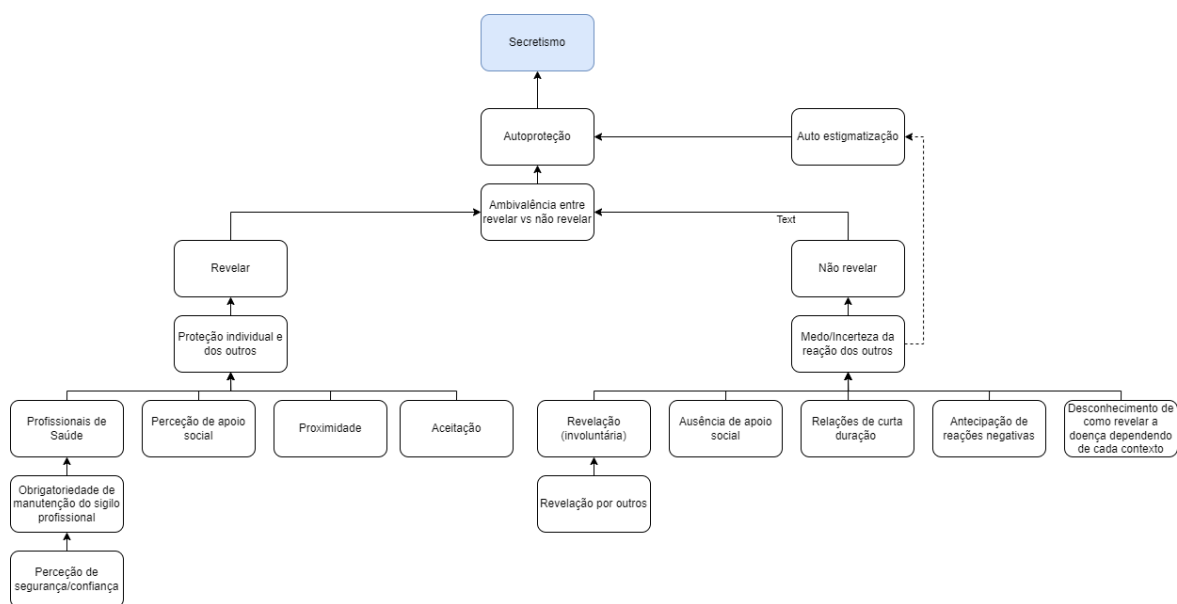 Secretismo
Autoproteção
Auto estigmatização
Ambivalência entre
revelar vs não revelar
Text
Revelar
Não revelar
Proteção individual e
dos outros
Medo/Incerteza da
reação dos outros
Profissionais de
Saúde
Perceção de apoio
social
Proximidade
Aceitação
Revelação
(involuntária)
Ausência de apoio
social
Relações de curta
duração
Antecipação de
reações negativas
Desconhecimento de
como revelar a
doença dependendo
de cada contexto
Obrigatoriedade de
manutenção do sigilo
profissional
Revelação por outros
Perceção de
segurança/confiança